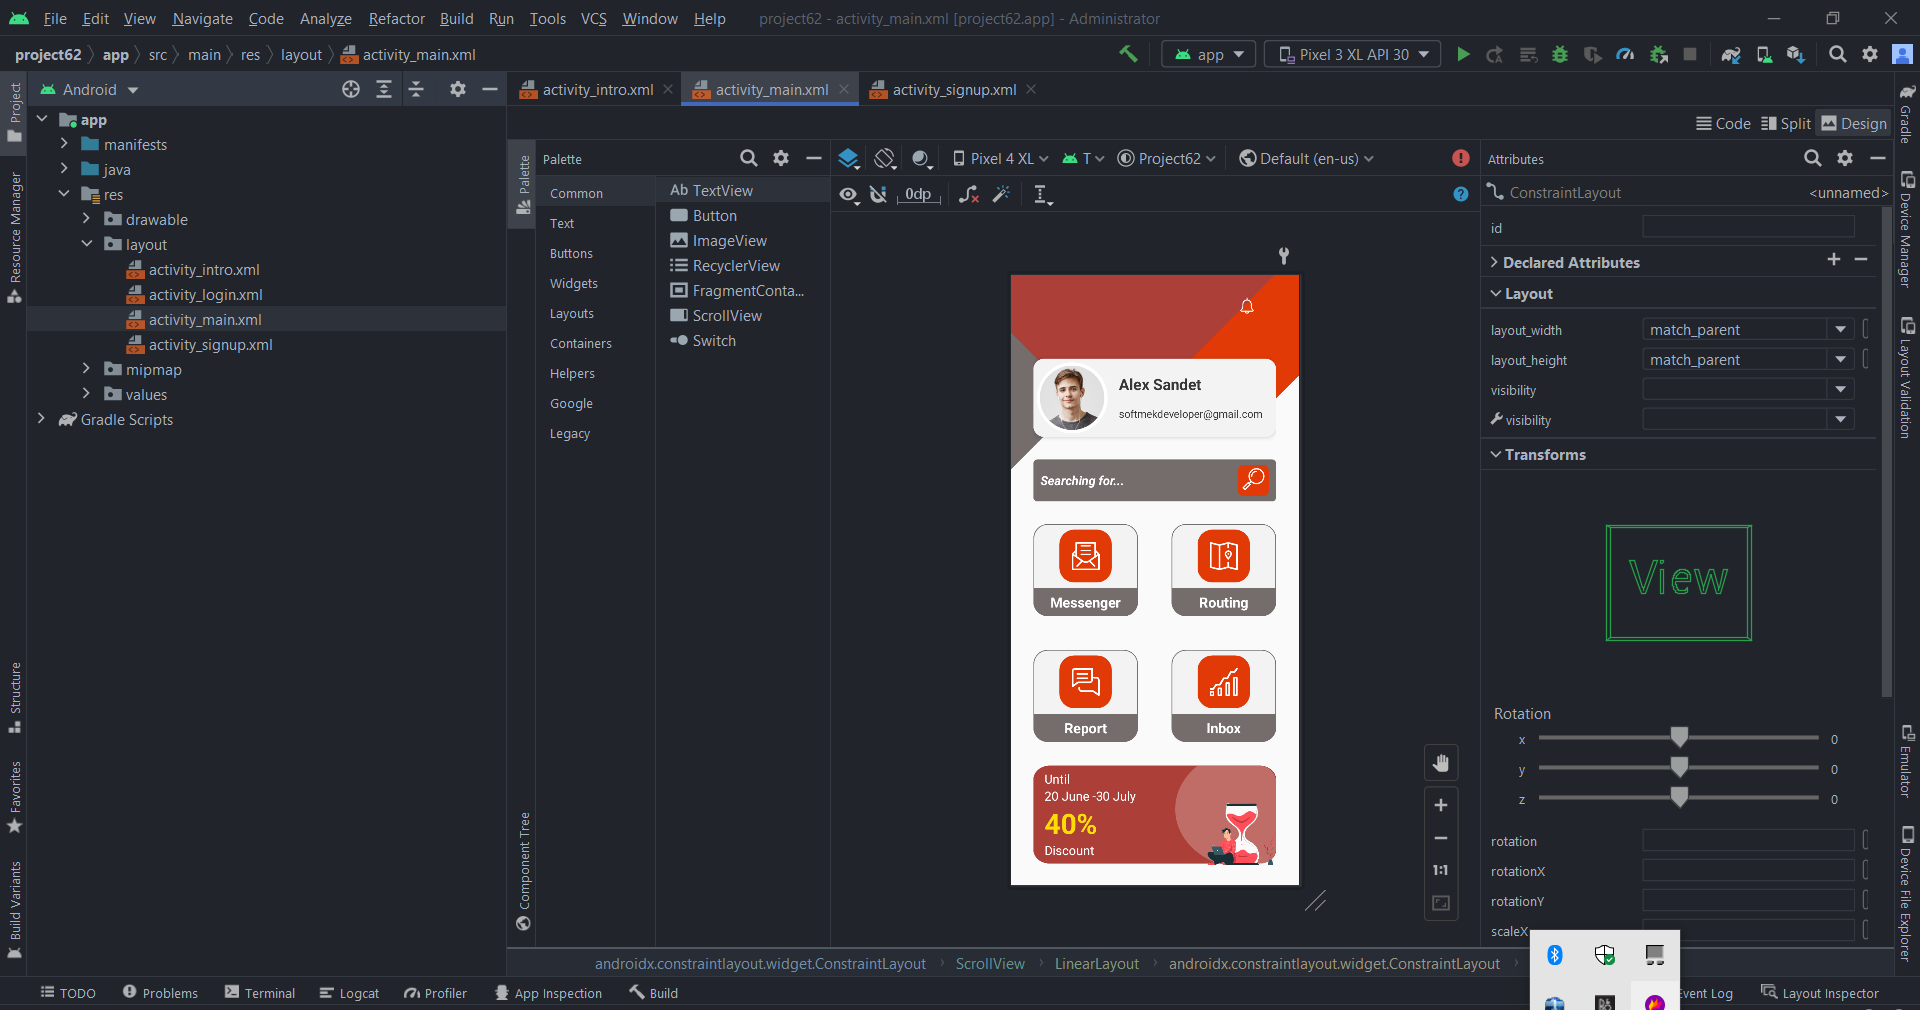 File Edit View Navigate Code Analyze Refactor Build Run Tools VCS Window Help project62 - activity_main.xml [project62.app] - Administrator
project62 app src main res layout activity_main.xml app Pixel 3 XL API 30
Android activity_intro.xml activity_main.xml activity_signup.xml
Code Split Design
Project
Resource Manager
Structure
Favorites
Build Variants
app
manifests
java
res
drawable
layout
activity_intro.xml
activity_login.xml
activity_main.xml
activity_signup.xml
mipmap
values
Gradle Scripts
Palette
Component Tree
Palette
Common
Text
Buttons
Widgets
Layouts
Containers
Helpers
Google
Legacy
Ab TextView
Button
ImageView
RecyclerView
FragmentConta...
ScrollView
Switch
Pixel 4 XL T Project62 Default (en-us)
0dp
Alex Sandet
softmekdeveloper@gmail.com
Searching for...
Messenger Routing
Report Inbox
Until
20 June -30 July
40%
Discount
1:1
Attributes
ConstraintLayout <unnamed>
id
Declared Attributes
Layout
layout_width match_parent
layout_height match_parent
visibility
visibility
Transforms
View
Rotation
x 0
y 0
z 0
rotation
rotationX
rotationY
scaleX
Gradle
Device Manager
Layout Validation
Emulator
Device File Explorer
androidx.constraintlayout.widget.ConstraintLayout ScrollView LinearLayout androidx.constraintlayout.widget.ConstraintLayout
TODO Problems Terminal Logcat Profiler App Inspection Build Event Log Layout Inspector